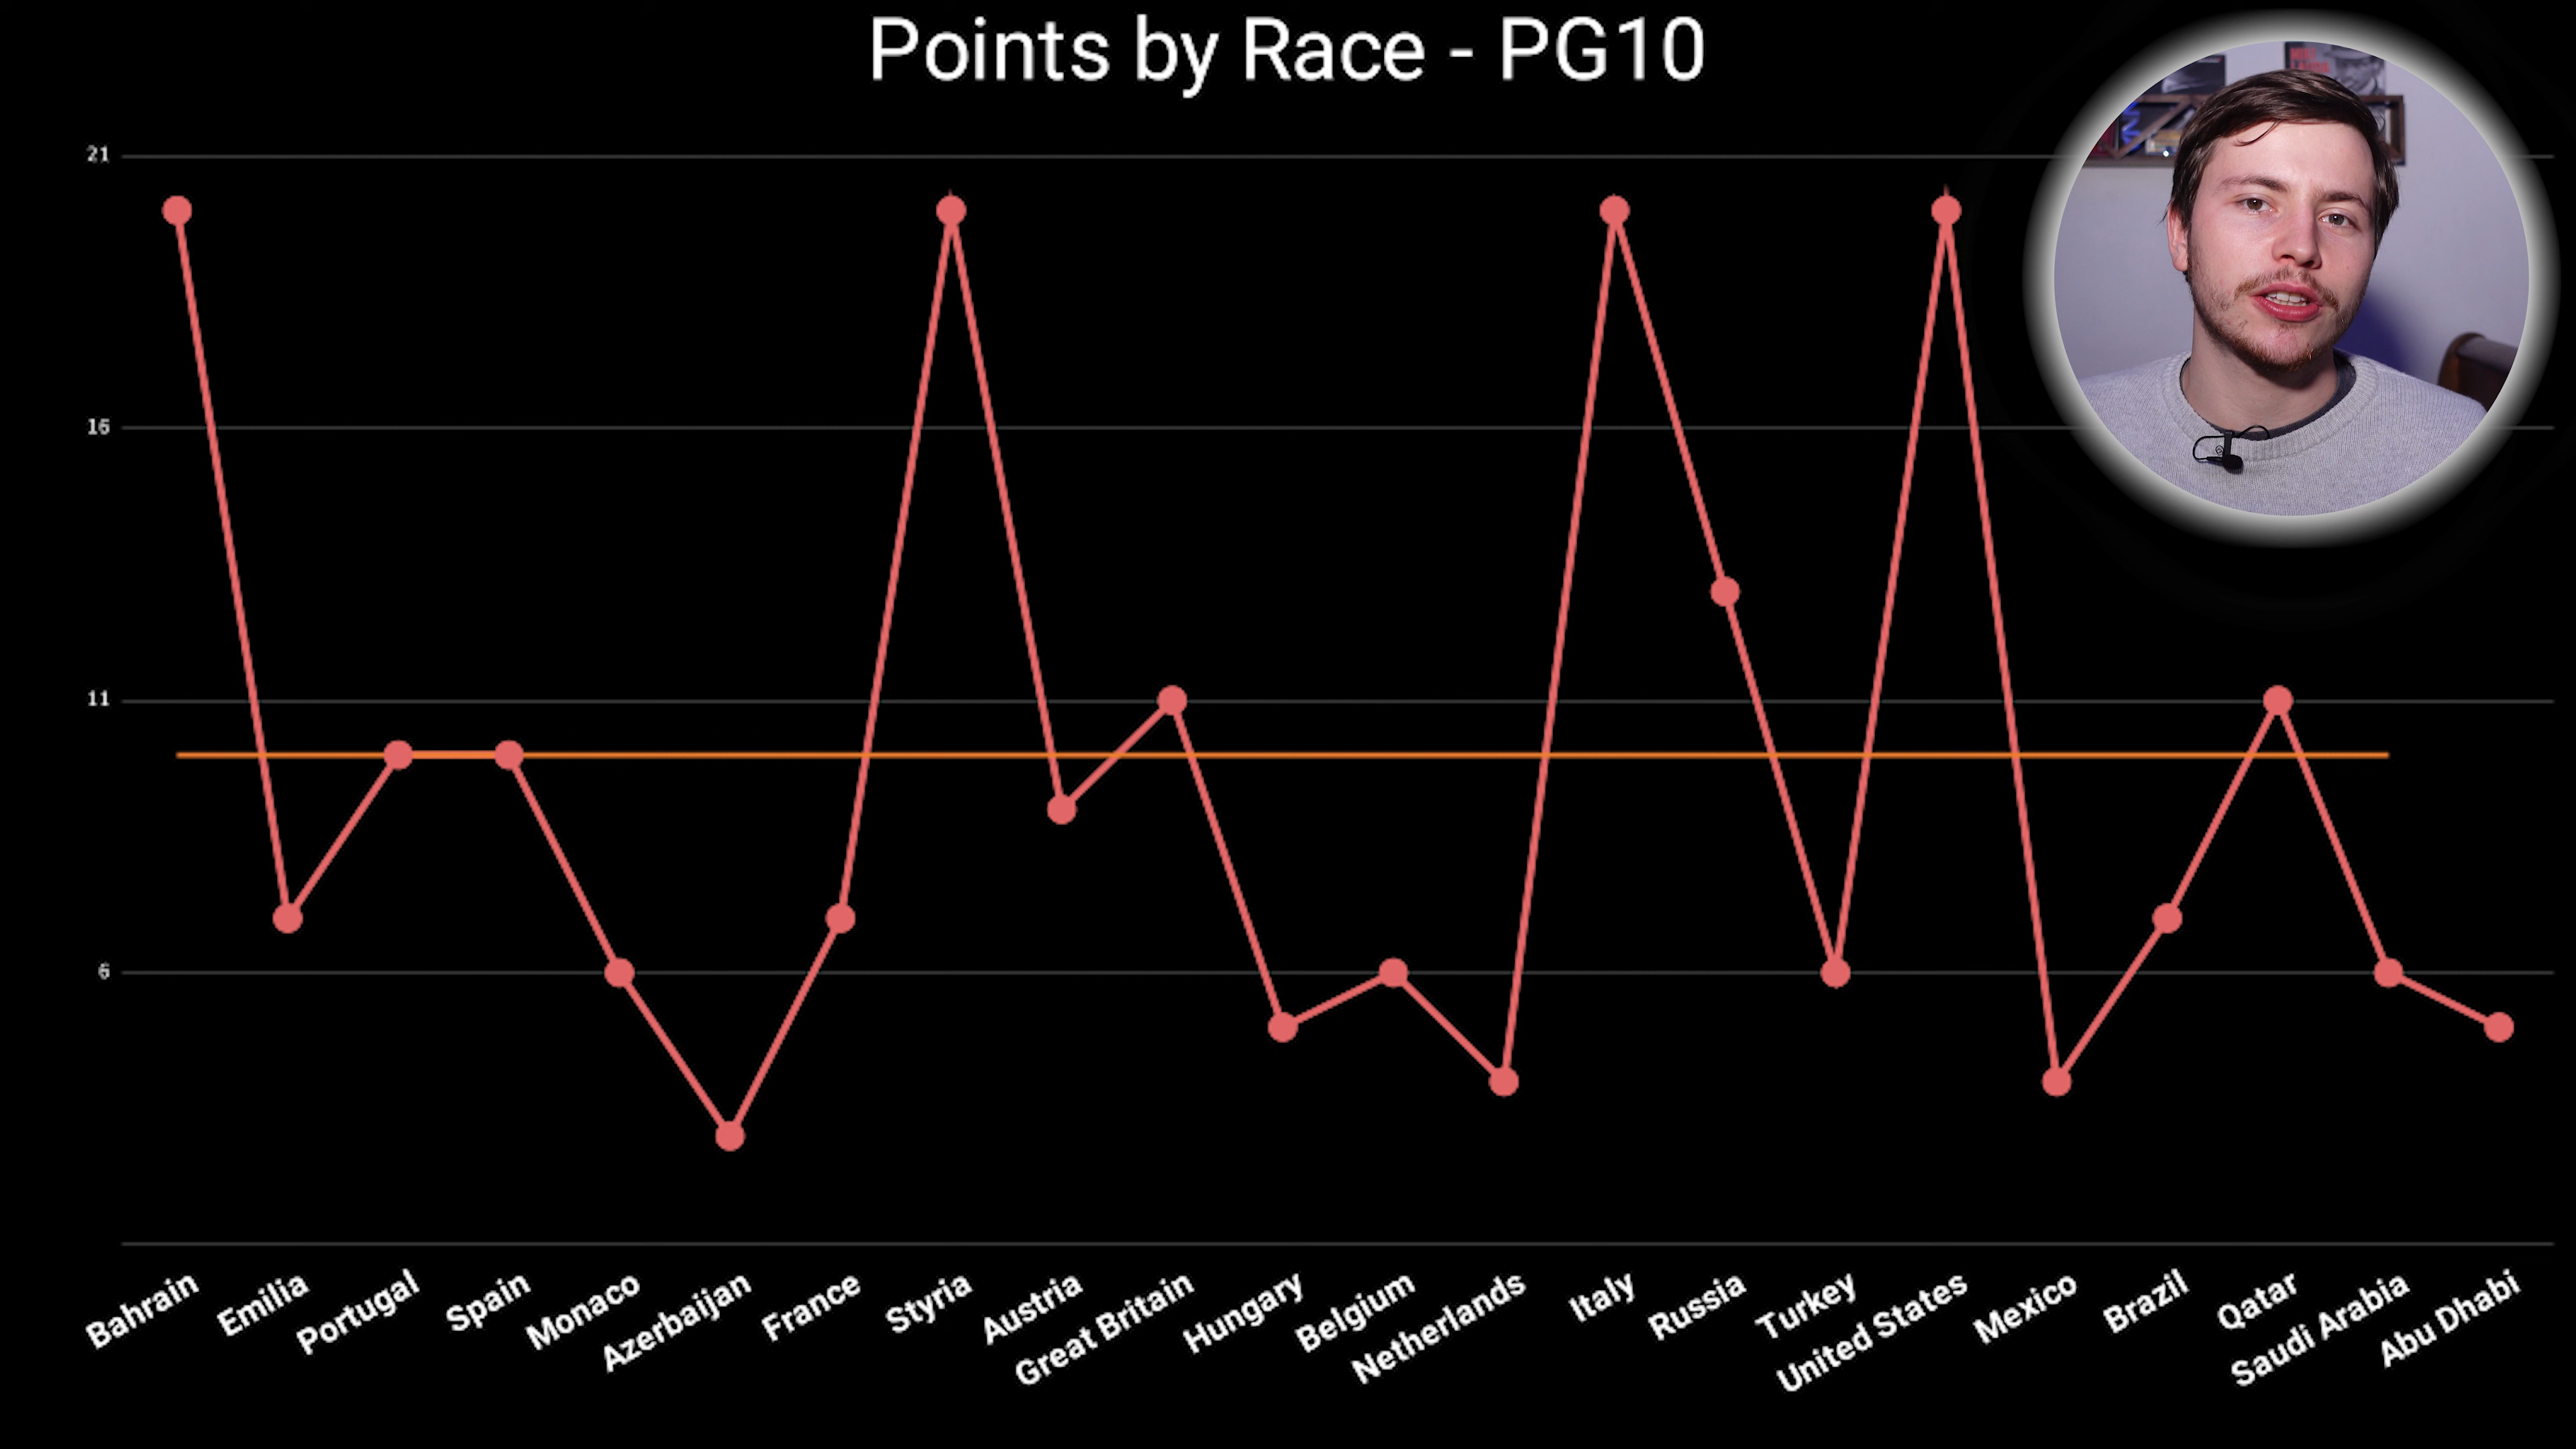 Points by Race - PG10
21
16
11
6
Bahrain
Emilia
Portugal
Spain
Monaco
Azerbaijan
France
Styria
Austria
Great Britain
Hungary
Belgium
Netherlands
Italy
Russia
Turkey
United States
Mexico
Brazil
Qatar
Saudi Arabia
Abu Dhabi